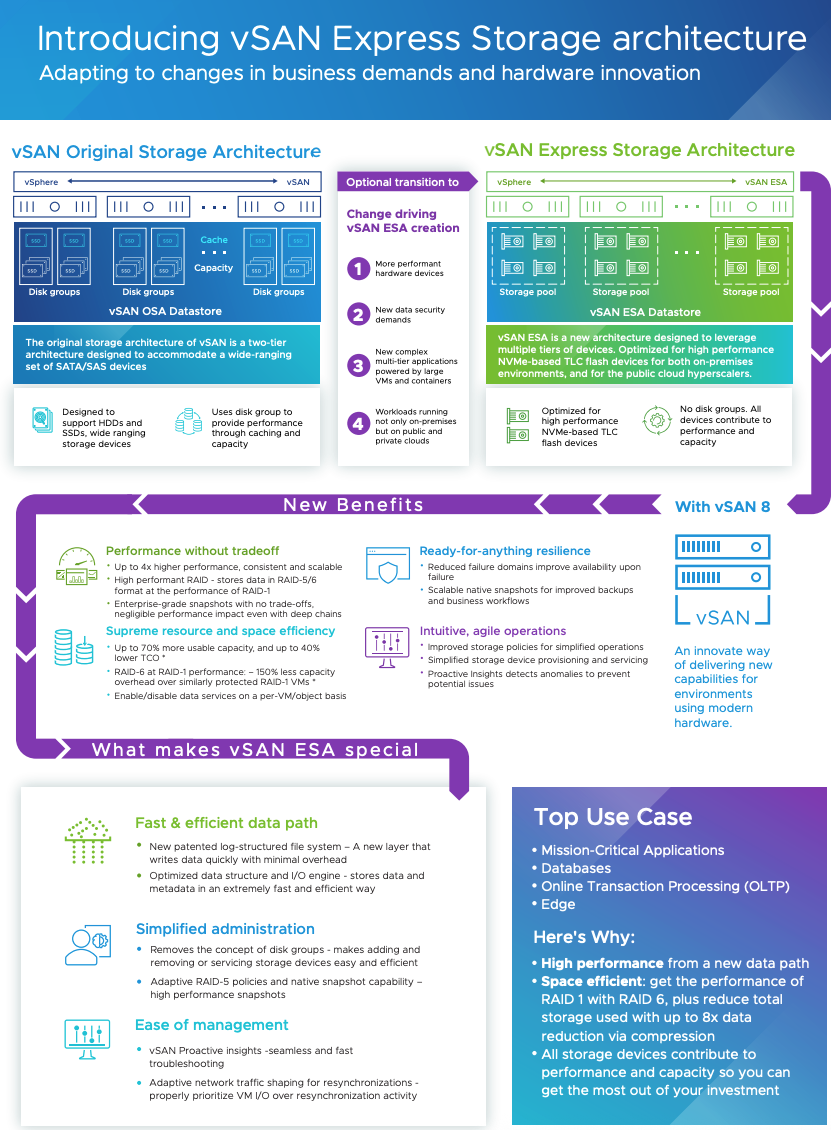 Introducing vSAN Express Storage architecture
Adapting to changes in business demands and hardware innovation
vSAN Original Storage Architecture
vSphere
vSAN
SSD SSD SSD SSD SSD SSD
Cache
SSD SSD SSD SSD SSD SSD
Capacity
Disk groups
Disk groups
Disk groups
vSAN OSA Datastore
The original storage architecture of vSAN is a two-tier
architecture designed to accommodate a wide-ranging
set of SATA/SAS devices
Designed to
support HDDs and
SSDs, wide ranging
storage devices
Uses disk group to
provide performance
through caching and
capacity
Optional transition to
Change driving
vSAN ESA creation
1
More performant
hardware devices
2
New data security
demands
3
New complex
multi-tier applications
powered by large
VMs and containers
4
Workloads running
not only on-premises
but on public and
private clouds
vSAN Express Storage Architecture
vSphere
vSAN ESA
Storage pool
Storage pool
Storage pool
vSAN ESA Datastore
vSAN ESA is a new architecture designed to leverage
multiple tiers of devices. Optimized for high performance
NVMe-based TLC flash devices for both on-premises
environments, and for the public cloud hyperscalers.
Optimized for
high performance
NVMe-based TLC
flash devices
No disk groups. All
devices contribute to
performance and
capacity
New Benefits
With vSAN 8
Performance without tradeoff
• Up to 4x higher performance, consistent and scalable
• High performant RAID - stores data in RAID-5/6
format at the performance of RAID-1
• Enterprise-grade snapshots with no trade-offs,
negligible performance impact even with deep chains
Ready-for-anything resilience
• Reduced failure domains improve availability upon
failure
• Scalable native snapshots for improved backups
and business workflows
Supreme resource and space efficiency
• Up to 70% more usable capacity, and up to 40%
lower TCO *
• RAID-6 at RAID-1 performance: – 150% less capacity
overhead over similarly protected RAID-1 VMs *
• Enable/disable data services on a per-VM/object basis
Intuitive, agile operations
• Improved storage policies for simplified operations
• Simplified storage device provisioning and servicing
• Proactive Insights detects anomalies to prevent
potential issues
vSAN
An innovate way
of delivering new
capabilities for
environments
using modern
hardware.
What makes vSAN ESA special
Fast & efficient data path
• New patented log-structured file system – A new layer that
writes data quickly with minimal overhead
• Optimized data structure and I/O engine - stores data and
metadata in an extremely fast and efficient way
Simplified administration
• Removes the concept of disk groups - makes adding and
removing or servicing storage devices easy and efficient
• Adaptive RAID-5 policies and native snapshot capability –
high performance snapshots
Ease of management
• vSAN Proactive insights -seamless and fast
troubleshooting
• Adaptive network traffic shaping for resynchronizations -
properly prioritize VM I/O over resynchronization activity
Top Use Case
• Mission-Critical Applications
• Databases
• Online Transaction Processing (OLTP)
• Edge
Here's Why:
• High performance from a new data path
• Space efficient: get the performance of
RAID 1 with RAID 6, plus reduce total
storage used with up to 8x data
reduction via compression
• All storage devices contribute to
performance and capacity so you can
get the most out of your investment